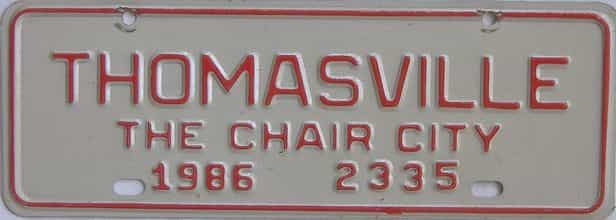 THOMASVILLE
THE CHAIR CITY
1986 2335